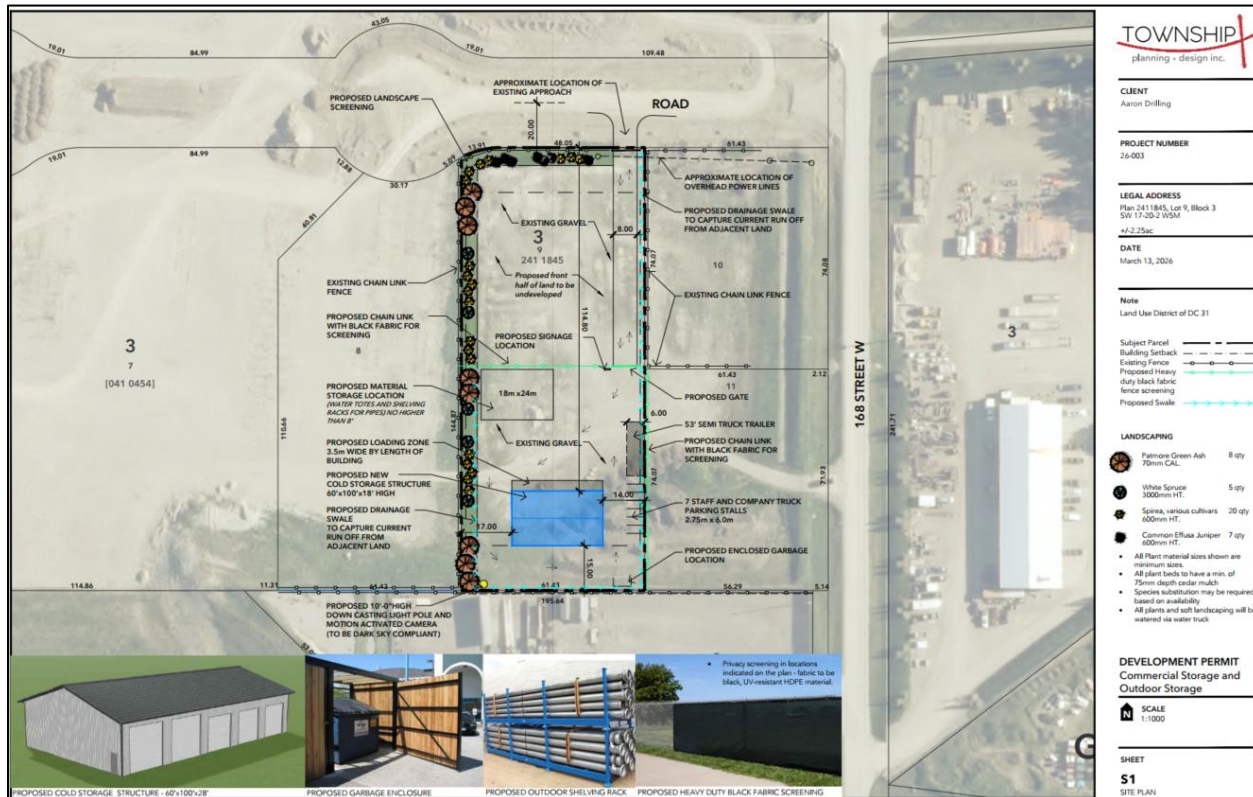 43.05
19.01
84.99
19.01
109.48
APPROXIMATE LOCATION OF
EXISTING APPROACH
PROPOSED LANDSCAPE
SCREENING
ROAD
20.00
19.01
84.99
12.88
30.17
5.09
13.91
48.05
61.43
APPROXIMATE LOCATION OF
OVERHEAD POWER LINES
PROPOSED DRAINAGE SWALE
TO CAPTURE CURRENT RUN OFF
FROM ADJACENT LAND
40.81
EXISTING GRAVEL
8.00
3
9
241 1845
174.07
10
74.08
Proposed front
half of land to be
undeveloped
EXISTING CHAIN LINK
FENCE
EXISTING CHAIN LINK FENCE
PROPOSED CHAIN LINK
WITH BLACK FABRIC FOR
SCREENING
114.80
PROPOSED SIGNAGE
LOCATION
3
7
[041 0454]
8
61.43
2.12
11
PROPOSED GATE
PROPOSED MATERIAL
STORAGE LOCATION
(WATER TOTES AND SHELVING
RACKS FOR PIPES) NO HIGHER
THAN 8'
18m x24m
6.00
53' SEMI TRUCK TRAILER
EXISTING GRAVEL
PROPOSED CHAIN LINK
WITH BLACK FABRIC FOR
SCREENING
110.66
144.87
PROPOSED LOADING ZONE
3.5m WIDE BY LENGTH OF
BUILDING
74.07
71.93
PROPOSED NEW
COLD STORAGE STRUCTURE
60'x100'x18' HIGH
14.00
7 STAFF AND COMPANY TRUCK
PARKING STALLS
2.75m x 6.0m
PROPOSED DRAINAGE
SWALE
TO CAPTURE CURRENT
RUN OFF FROM
ADJACENT LAND
17.00
15.00
PROPOSED ENCLOSED GARBAGE
LOCATION
114.86
11.31
61.41
56.29
5.14
195.64
PROPOSED 10'-0"HIGH
DOWN CASTING LIGHT POLE AND
MOTION ACTIVATED CAMERA
(TO BE DARK SKY COMPLIANT)
168 STREET W
241.71
3
PROPOSED COLD STORAGE STRUCTURE - 60'x100'x28'
PROPOSED GARBAGE ENCLOSURE
PROPOSED OUTDOOR SHELVING RACK
PROPOSED HEAVY DUTY BLACK FABRIC SCREENING
• Privacy screening in locations
indicated on the plan - fabric to be
black, UV-resistant HDPE material.
TOWNSHIP
planning + design inc.
CLIENT
Aaron Drilling
PROJECT NUMBER
26-003
LEGAL ADDRESS
Plan 2411845, Lot 9, Block 3
SW 17-20-2 W5M
+/-2.25ac
DATE
March 13, 2026
Note
Land Use District of DC 31
Subject Parcel
Building Setback
Existing Fence
Proposed Heavy
duty black fabric
fence screening
Proposed Swale
LANDSCAPING
Patmore Green Ash 8 qty
70mm CAL.
White Spruce 5 qty
3000mm HT.
Spirea, various cultivars 20 qty
600mm HT.
Common Effusa Juniper 7 qty
600mm HT.
• All Plant material sizes shown are
minimum sizes.
• All plant beds to have a min. of
75mm depth cedar mulch
• Species substitution may be required
based on availability
• All plants and soft landscaping will be
watered via water truck
DEVELOPMENT PERMIT
Commercial Storage and
Outdoor Storage
N
SCALE
1:1000
SHEET
S1
SITE PLAN